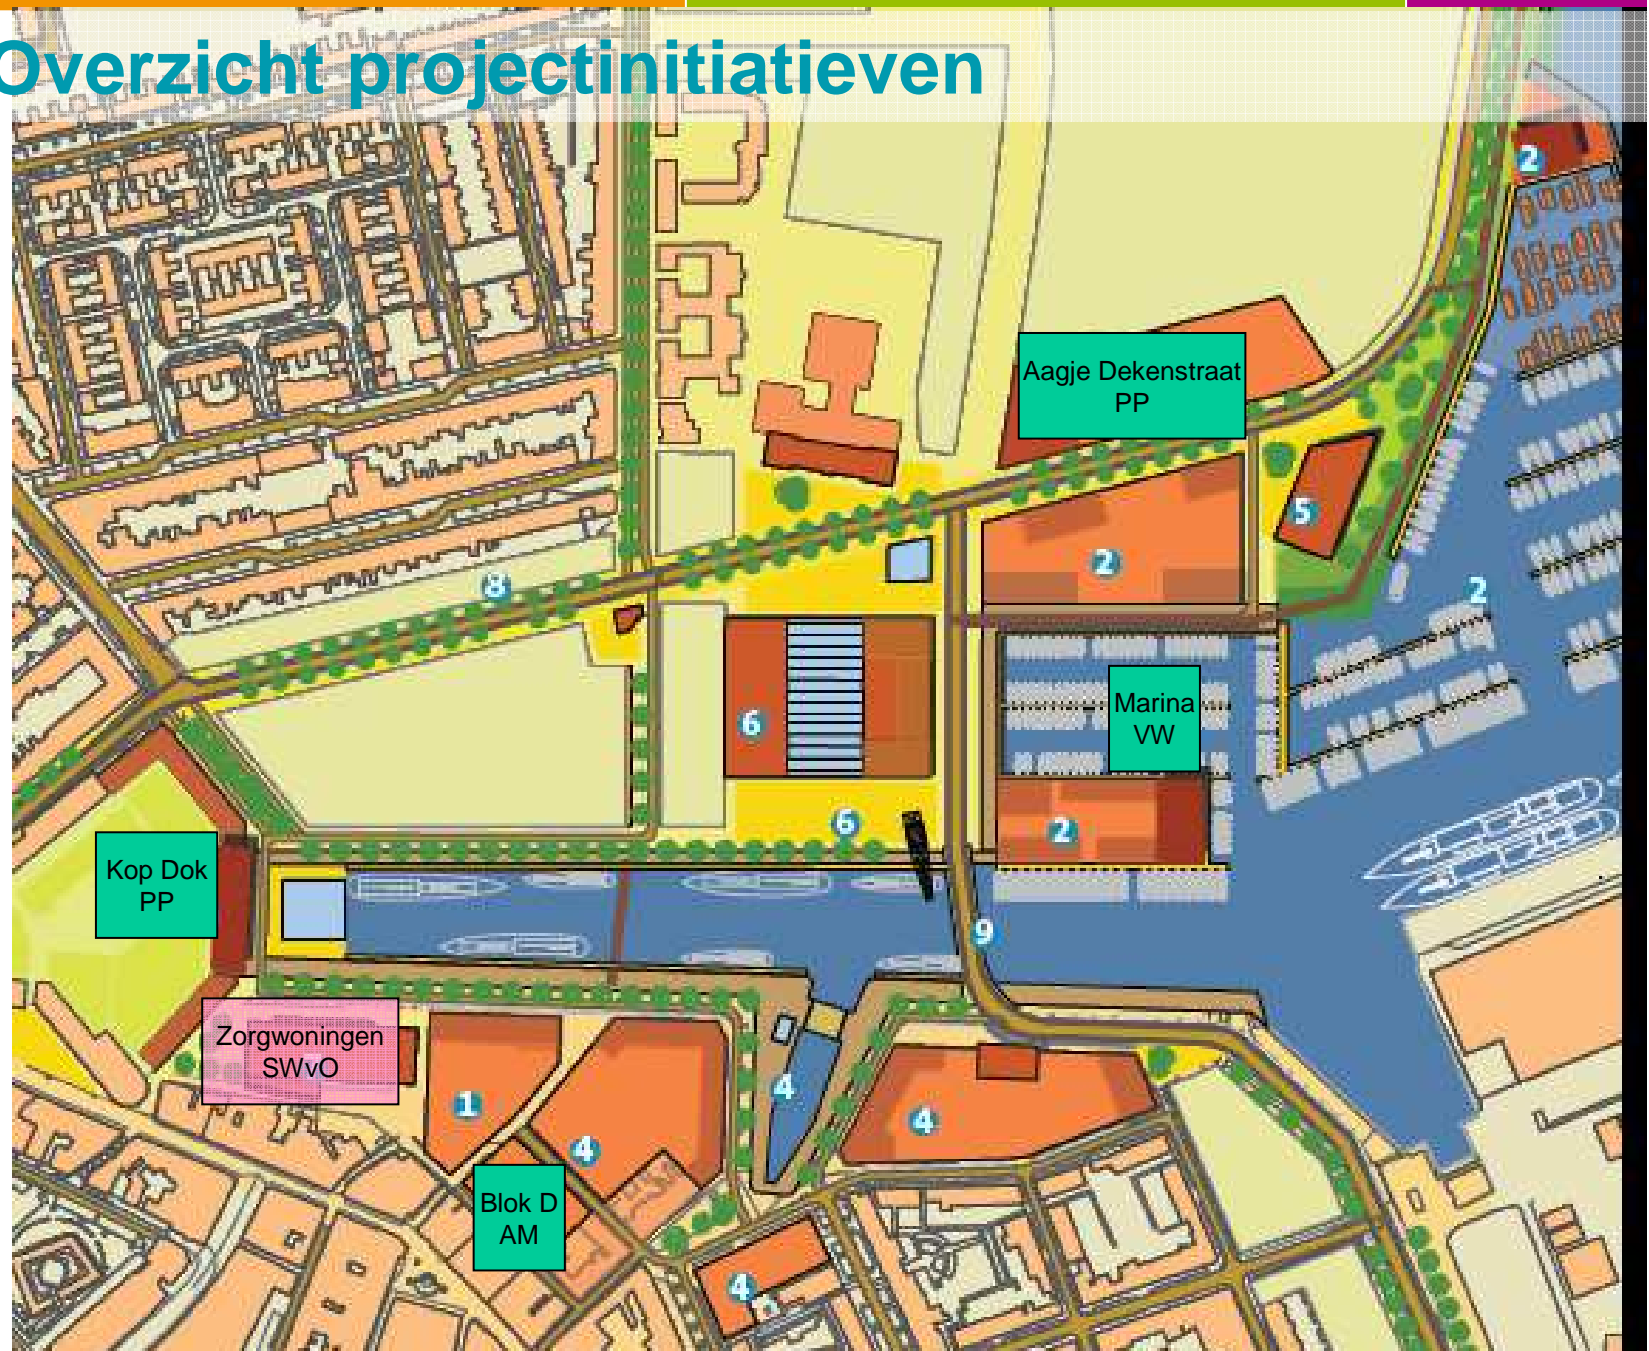 Overzicht projectinitiatieven
2
Aagje Dekenstraat
PP
5
2
8
2
Marina
VW
6
6
2
Kop Dok
PP
9
Zorgwoningen
SWvO
1
4
4
4
Blok D
AM
4